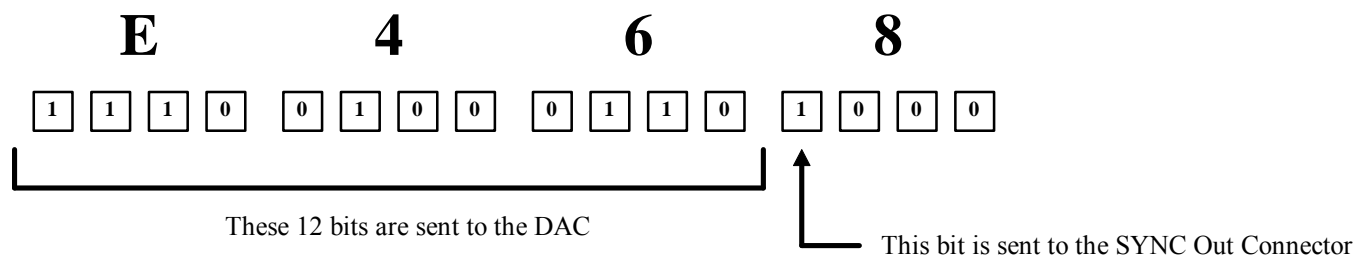 E 4 6 8
1 1 1 0 0 1 0 0 0 1 1 0 1 0 0 0
These 12 bits are sent to the DAC
This bit is sent to the SYNC Out Connector